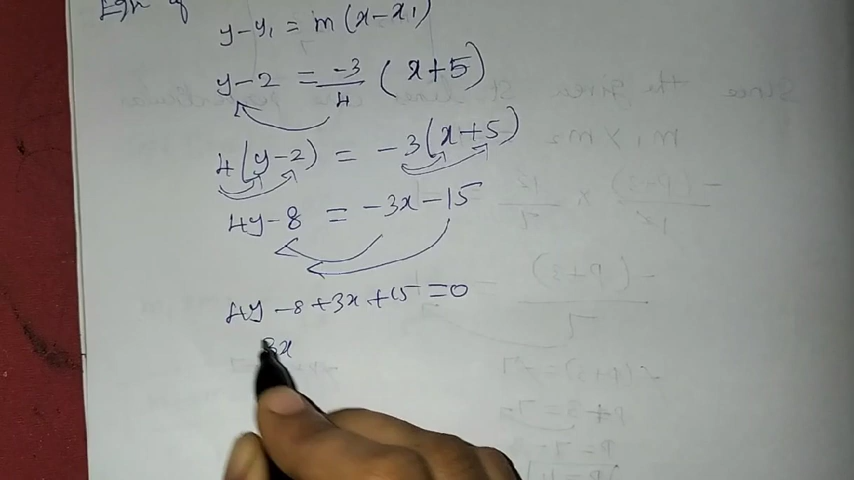 Eqn of
y-y₁ = m(x-x₁)
y-2 = -3/4 (x+5)
4(y-2) = -3(x+5)
4y-8 = -3x-15
4y-8+3x+15=0
3x